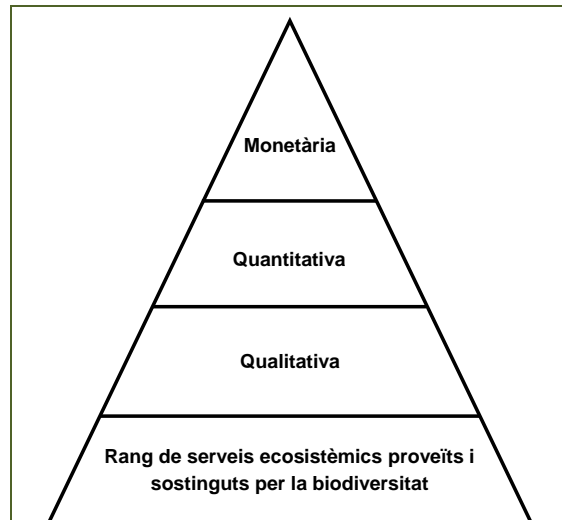 Monetària
Quantitativa
Qualitativa
Rang de serveis ecosistèmics proveïts i
sostinguts per la biodiversitat